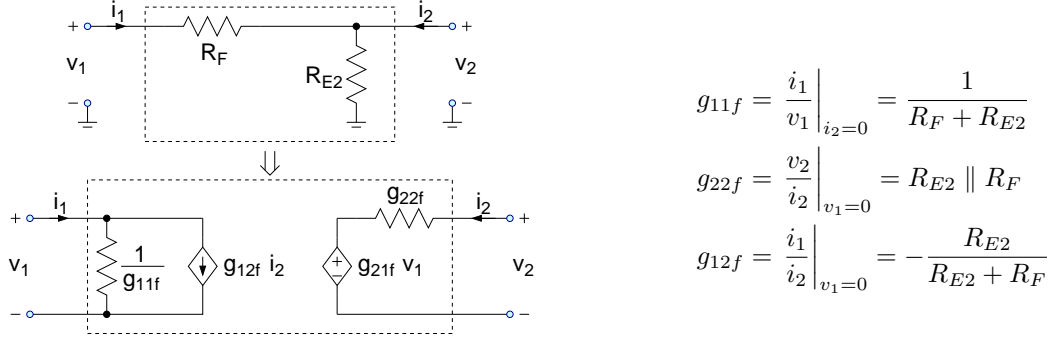 i1 i2
+ +
RF
v1 RE2 v2
- -
g22f
i1 i2
+ +
v1 1/g11f g12f i2 + − g21f v1 v2
- -
g11f = i1/v1 |i2=0 = 1/(RF + RE2)
g22f = v2/i2 |v1=0 = RE2 ∥ RF
g12f = i1/i2 |v1=0 = −RE2/(RE2 + RF)